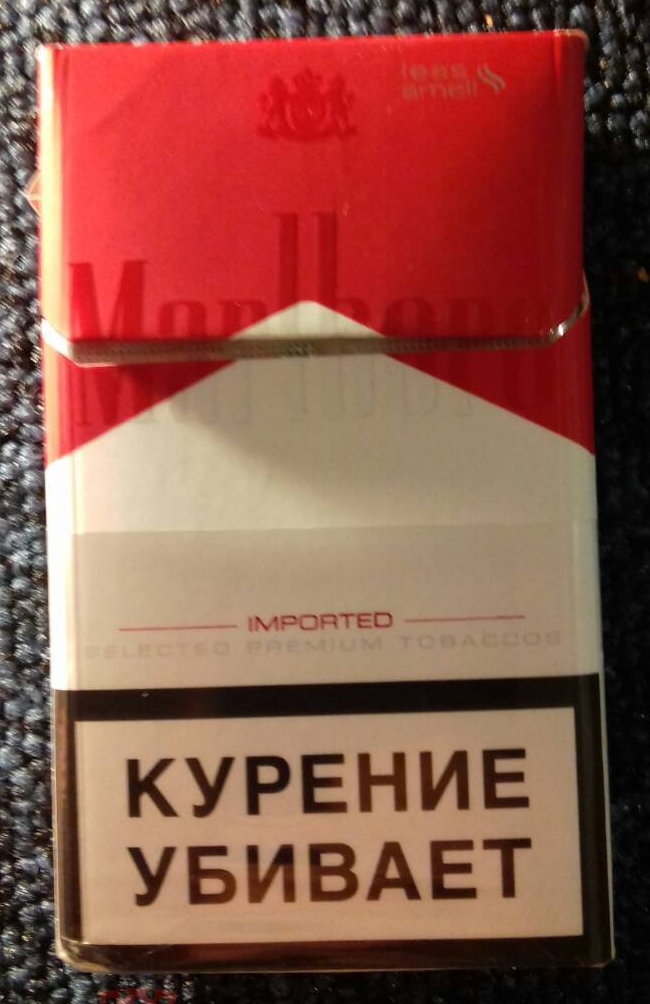 less
smell
Marlboro
IMPORTED
SELECTED PREMIUM TOBACCOS
КУРЕНИЕ
УБИВАЕТ